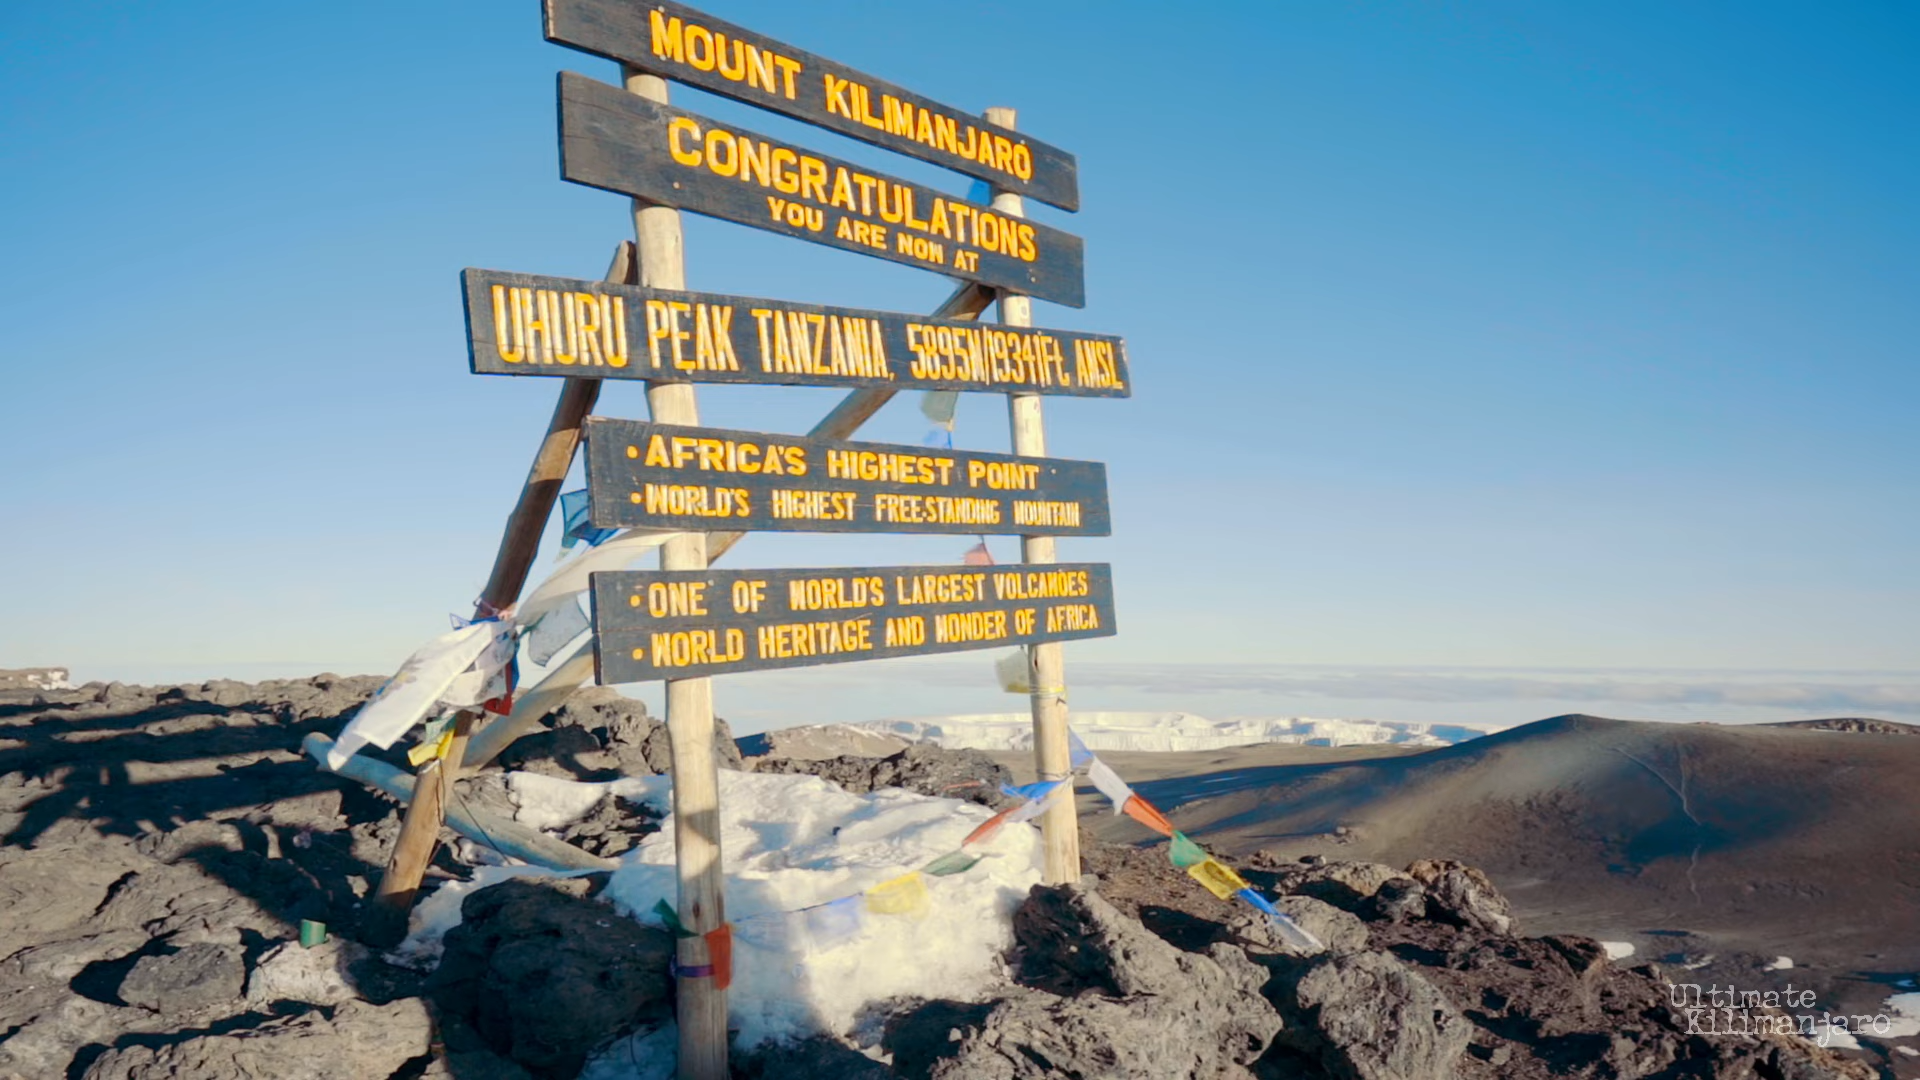 MOUNT KILIMANJARO
CONGRATULATIONS
YOU ARE NOW AT
UHURU PEAK TANZANIA, 5895M/19341Ft. AMSL
• AFRICA'S HIGHEST POINT
• WORLD'S HIGHEST FREE-STANDING MOUNTAIN
• ONE OF WORLD'S LARGEST VOLCANOES
• WORLD HERITAGE AND WONDER OF AFRICA
Ultimate
Kilimanjaro